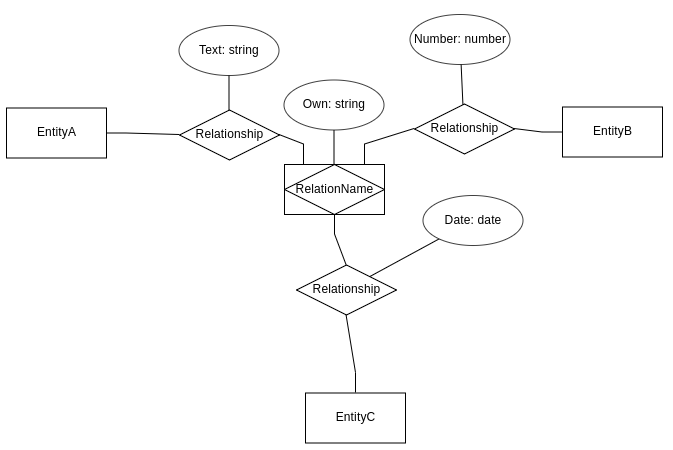 Number: number
Text: string
Own: string
EntityA
Relationship
Relationship
EntityB
RelationName
Date: date
Relationship
EntityC